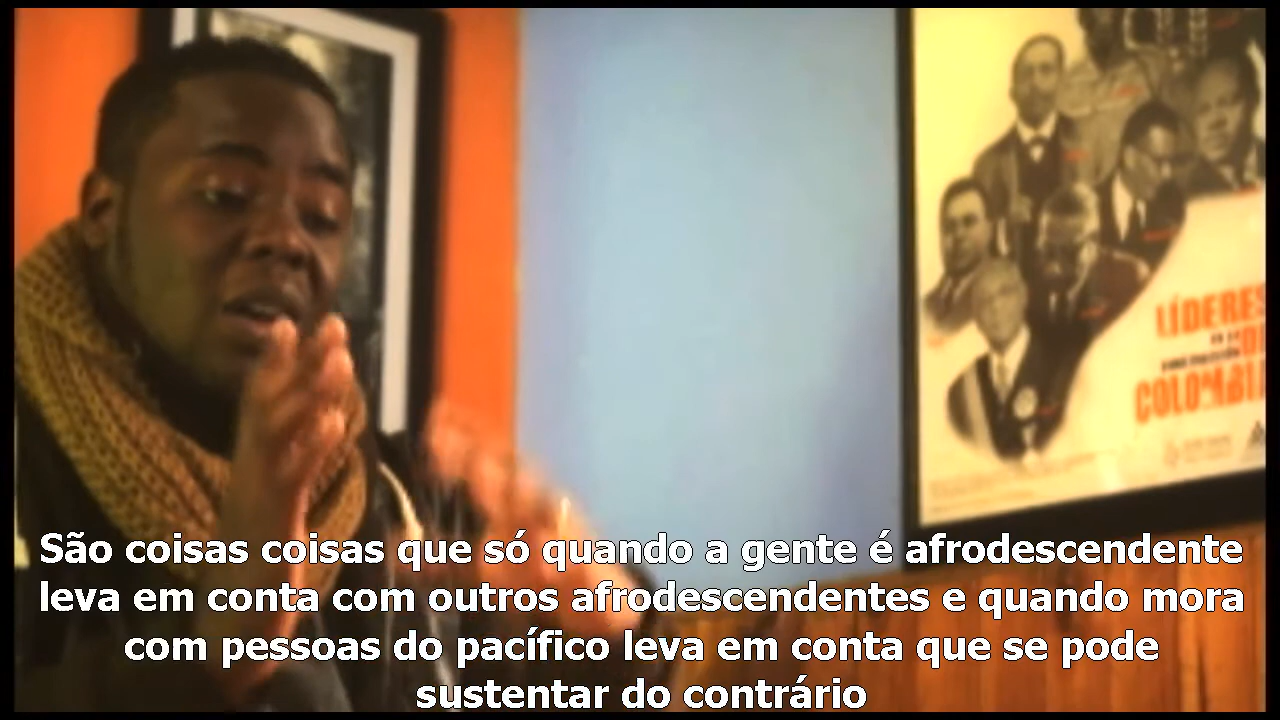 LÍDERES
COLOMBIA
São coisas coisas que só quando a gente é afrodescendente
leva em conta com outros afrodescendentes e quando mora
com pessoas do pacífico leva em conta que se pode
sustentar do contrário